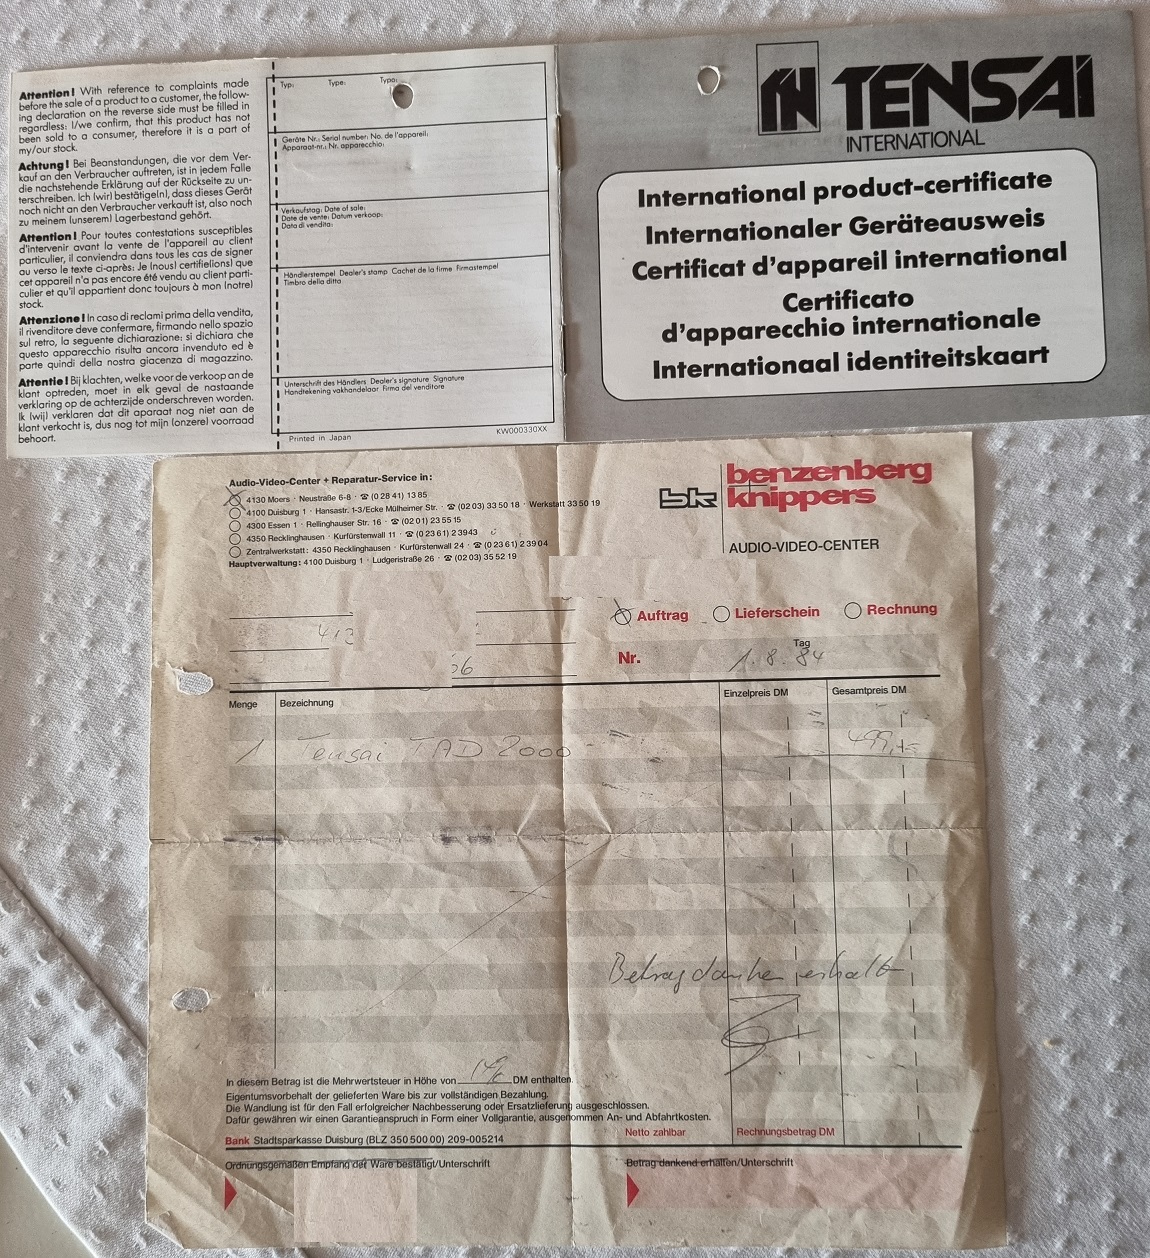 Attention! With reference to complaints made
before the sale of a product to a customer, the follow-
ing declaration on the reverse side must be filled in
regardless: I/we confirm, that this product has not
been sold to a consumer, therefore it is a part of
my/our stock.
Achtung! Bei Beanstandungen, die vor dem Ver-
kauf an den Verbraucher auftreten, ist in jedem Falle
die nachstehende Erklärung auf der Rückseite zu un-
terschreiben. Ich (wir) bestätige(n), dass dieses Gerät
noch nicht an den Verbraucher verkauft ist, also noch
zu meinem (unserem) Lagerbestand gehört.
Attention! Pour toutes contestations susceptibles
d'intervenir avant la vente de l'appareil au client
particulier, il conviendra dans tous les cas de signer
au verso le texte ci-après: Je (nous) certifie(ions) que
cet appareil n'a pas encore été vendu au client parti-
culier et qu'il appartient donc toujours à mon (notre)
stock.
Attenzione! In caso di reclami prima della vendita,
il rivenditore deve confermare, firmando nello spazio
sul retro, la seguente dichiarazione: si dichiara che
questo apparecchio risulta ancora invenduto ed è
parte quindi della nostra giacenza di magazzino.
Attentie! Bij klachten, welke voor de verkoop an de
klant optreden, moet in elk geval de nastaande
verklaring op de achterzijde onderschreven worden.
Ik (wij) verklaren dat dit aparaat nog niet aan de
klant verkocht is, dus nog tot mijn (onzere) voorraad
behoort.
Typ: Type: Typo:
Geräte Nr.: Serial number: No. de l'appareil:
Apparaat-nr.: Nr. apparecchio:
Verkaufstag: Date of sale:
Date de vente: Datum verkoop:
Data di vendita:
Händlerstempel Dealer's stamp Cachet de la firme Firmastempel
Timbro della ditta
Unterschrift des Händlers Dealer's signature Signature
Handtekening vakhandelaar Firma del venditore
Printed in Japan
KW000330XX
TENSAI
INTERNATIONAL
International product-certificate
Internationaler Geräteausweis
Certificat d'appareil international
Certificato
d'apparecchio internationale
Internationaal identiteitskaart
Audio-Video-Center + Reparatur-Service in:
4130 Moers · Neustraße 6-8 · ☎ (0 28 41) 13 85
4100 Duisburg 1 · Hansastr. 1-3/Ecke Mülheimer Str. · ☎ (02 03) 33 50 18 · Werkstatt 33 50 19
4300 Essen 1 · Rellinghauser Str. 16 · ☎ (02 01) 23 55 15
4350 Recklinghausen · Kurfürstenwall 11 · ☎ (0 23 61) 2 39 43
Zentralwerkstatt: 4350 Recklinghausen · Kurfürstenwall 24 · ☎ (0 23 61) 2 39 04
Hauptverwaltung: 4100 Duisburg 1 · Ludgeristraße 26 · ☎ (02 03) 35 52 19
bk benzenberg
knippers
AUDIO-VIDEO-CENTER
Auftrag Lieferschein Rechnung
Nr. Tag
1.8.84
Menge Bezeichnung Einzelpreis DM Gesamtpreis DM
1 Tensai TAD 2000 499,-
Betrag danke erhalt
In diesem Betrag ist die Mehrwertsteuer in Höhe von 14% DM enthalten.
Eigentumsvorbehalt der gelieferten Ware bis zur vollständigen Bezahlung.
Die Wandlung ist für den Fall erfolgreicher Nachbesserung oder Ersatzlieferung ausgeschlossen.
Dafür gewähren wir einen Garantieanspruch in Form einer Vollgarantie, ausgenommen An- und Abfahrtkosten.
Netto zahlbar Rechnungsbetrag DM
Bank Stadtsparkasse Duisburg (BLZ 350 500 00) 209-005214
Ordnungsgemäßen Empfang der Ware bestätigt/Unterschrift
Betrag dankend erhalten/Unterschrift